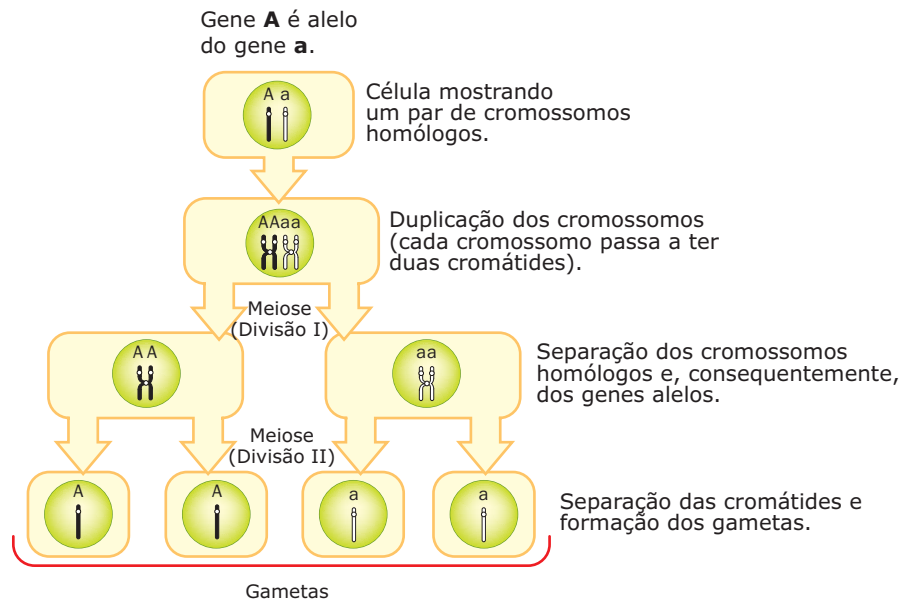 Gene A é alelo
do gene a.
A a
Célula mostrando
um par de cromossomos
homólogos.
AAaa
Duplicação dos cromossomos
(cada cromossomo passa a ter
duas cromátides).
Meiose
(Divisão I)
A A
aa
Separação dos cromossomos
homólogos e, consequentemente,
dos genes alelos.
Meiose
(Divisão II)
A
A
a
a
Separação das cromátides e
formação dos gametas.
Gametas